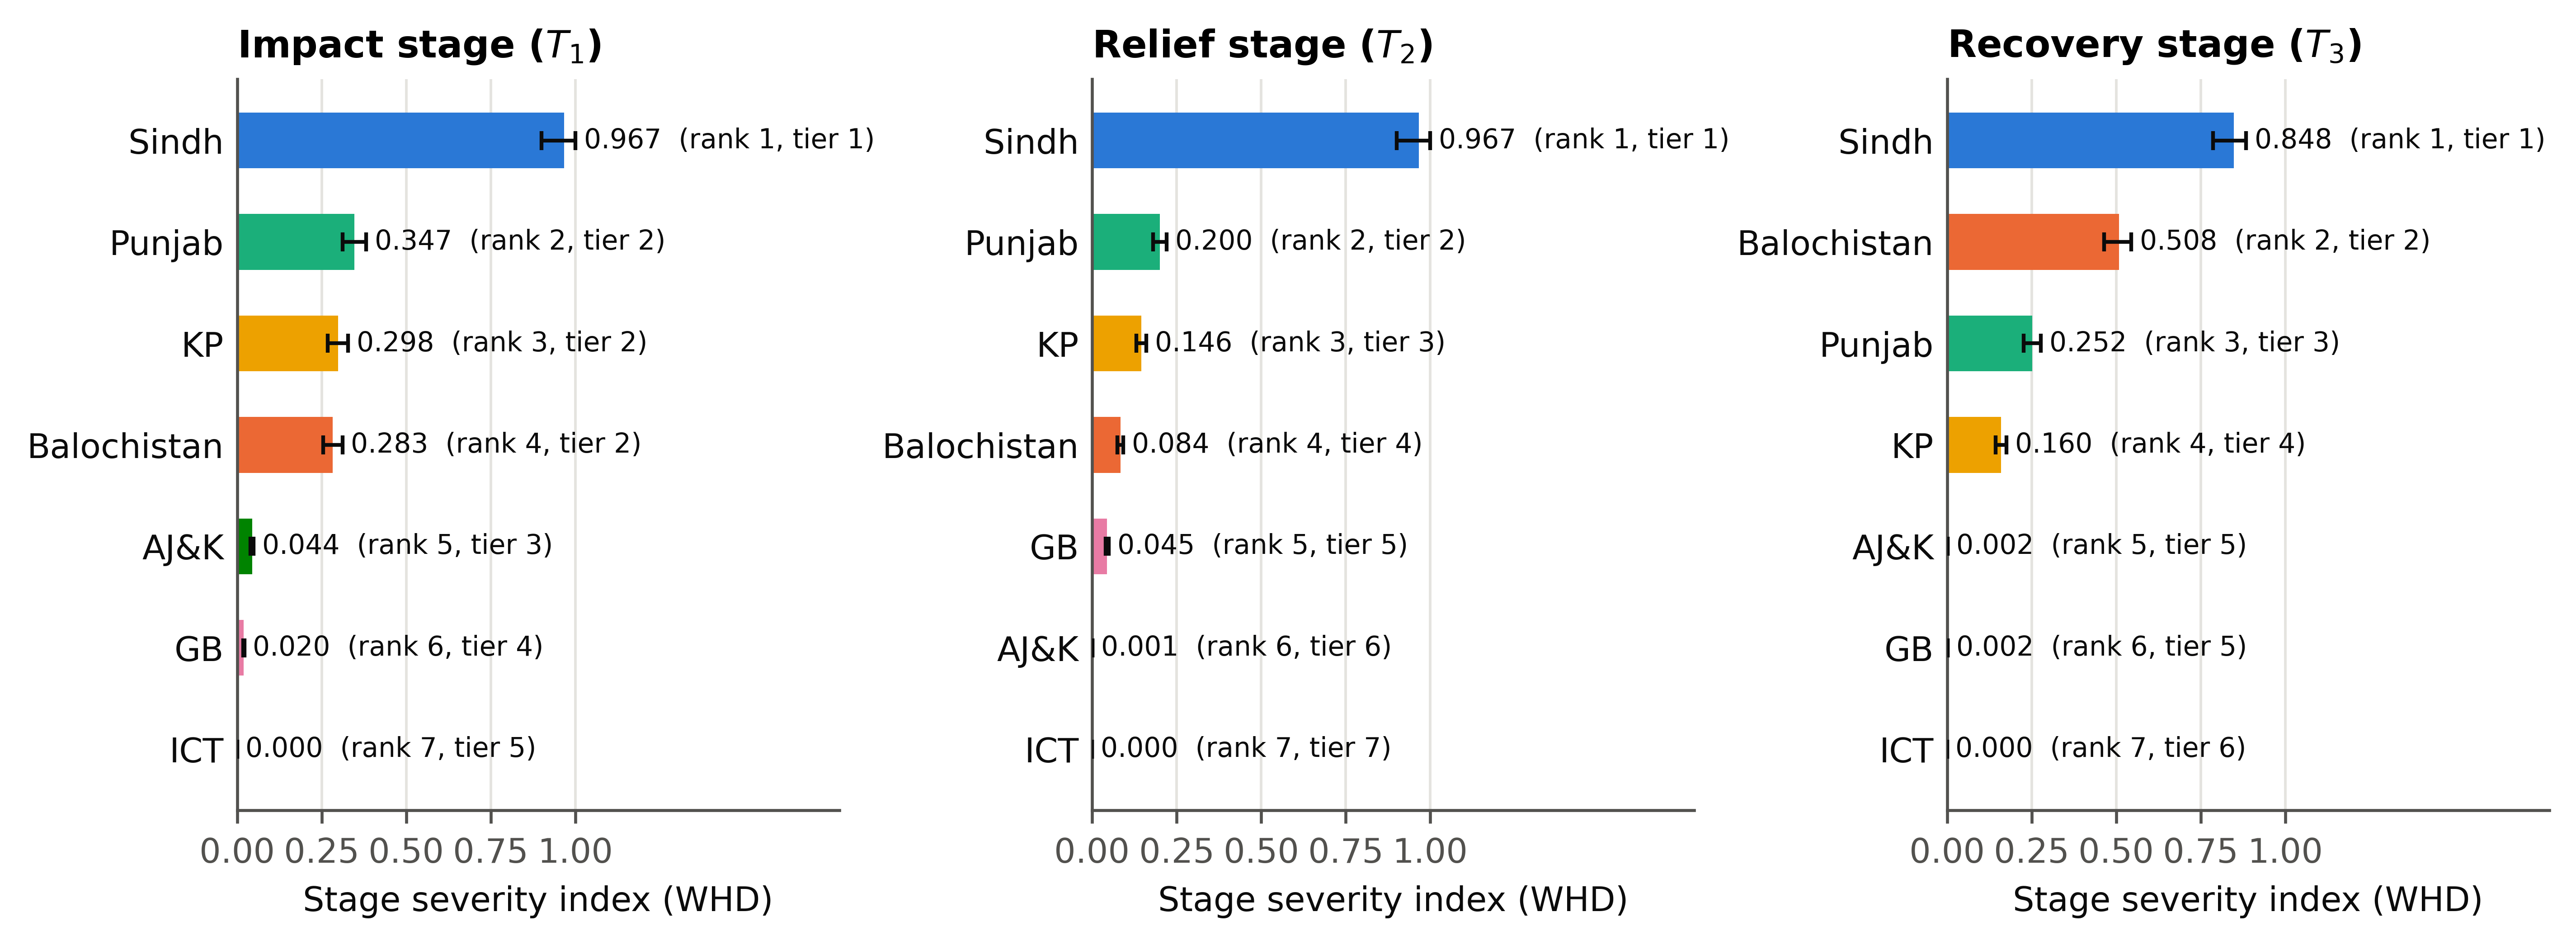 Impact stage (T1)
Sindh 0.967 (rank 1, tier 1)
Punjab 0.347 (rank 2, tier 2)
KP 0.298 (rank 3, tier 2)
Balochistan 0.283 (rank 4, tier 2)
AJ&K 0.044 (rank 5, tier 3)
GB 0.020 (rank 6, tier 4)
ICT 0.000 (rank 7, tier 5)
0.00 0.25 0.50 0.75 1.00
Stage severity index (WHD)
Relief stage (T2)
Sindh 0.967 (rank 1, tier 1)
Punjab 0.200 (rank 2, tier 2)
KP 0.146 (rank 3, tier 3)
Balochistan 0.084 (rank 4, tier 4)
GB 0.045 (rank 5, tier 5)
AJ&K 0.001 (rank 6, tier 6)
ICT 0.000 (rank 7, tier 7)
0.00 0.25 0.50 0.75 1.00
Stage severity index (WHD)
Recovery stage (T3)
Sindh 0.848 (rank 1, tier 1)
Balochistan 0.508 (rank 2, tier 2)
Punjab 0.252 (rank 3, tier 3)
KP 0.160 (rank 4, tier 4)
AJ&K 0.002 (rank 5, tier 5)
GB 0.002 (rank 6, tier 5)
ICT 0.000 (rank 7, tier 6)
0.00 0.25 0.50 0.75 1.00
Stage severity index (WHD)